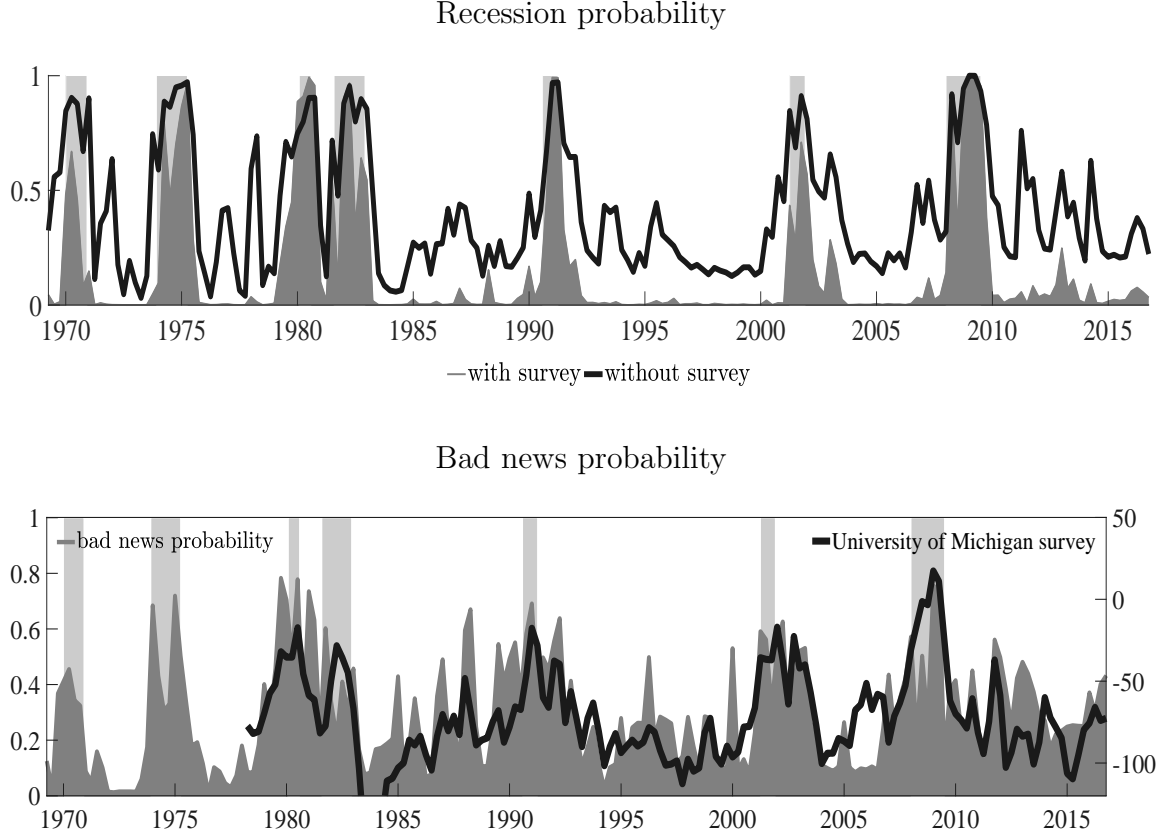 Recession probability
1
0.5
0
1970 1975 1980 1985 1990 1995 2000 2005 2010 2015
with survey without survey
Bad news probability
1 50
bad news probability University of Michigan survey
0.8
0
0.6
0.4 -50
0.2
-100
0
1970 1975 1980 1985 1990 1995 2000 2005 2010 2015